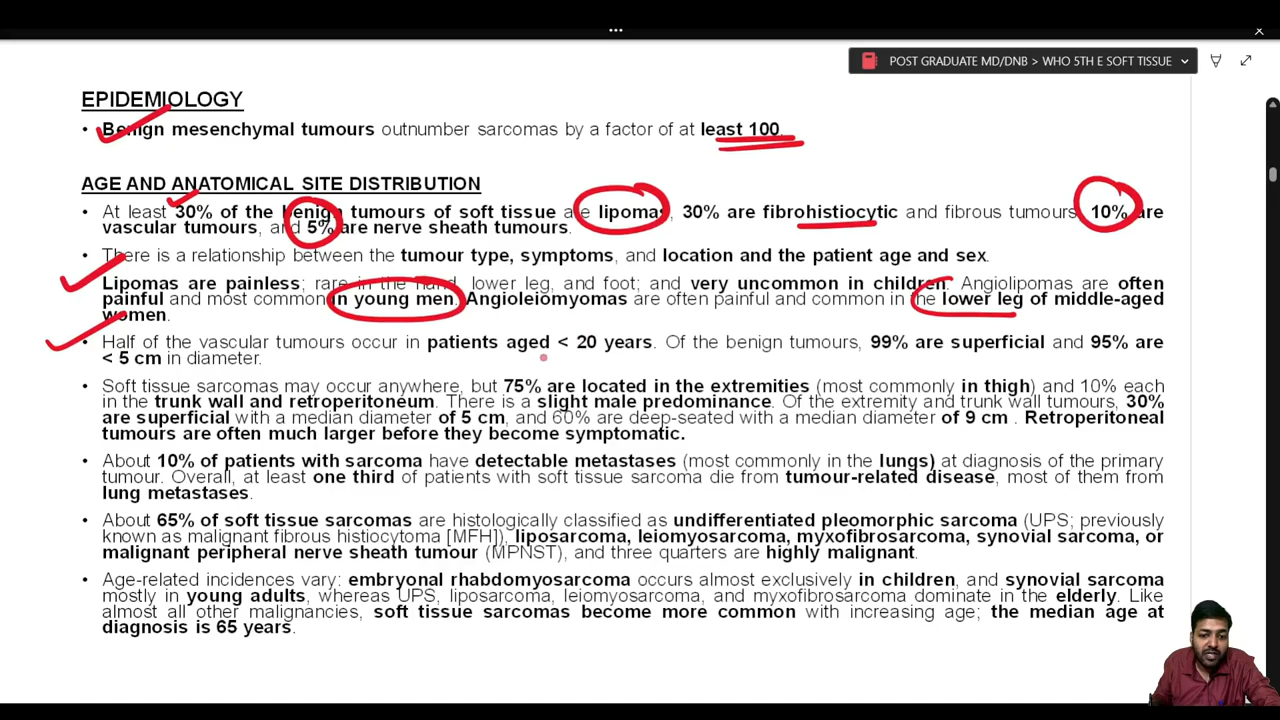 POST GRADUATE MD/DNB > WHO 5TH E SOFT TISSUE
EPIDEMIOLOGY
• Benign mesenchymal tumours outnumber sarcomas by a factor of at least 100.
AGE AND ANATOMICAL SITE DISTRIBUTION
• At least 30% of the benign tumours of soft tissue are lipomas, 30% are fibrohistiocytic and fibrous tumours, 10% are
vascular tumours, and 5% are nerve sheath tumours.
• There is a relationship between the tumour type, symptoms, and location and the patient age and sex.
Lipomas are painless; rare in the hand, lower leg, and foot; and very uncommon in children. Angiolipomas are often
painful and most common in young men. Angioleiomyomas are often painful and common in the lower leg of middle-aged
women.
• Half of the vascular tumours occur in patients aged < 20 years. Of the benign tumours, 99% are superficial and 95% are
< 5 cm in diameter.
• Soft tissue sarcomas may occur anywhere, but 75% are located in the extremities (most commonly in thigh) and 10% each
in the trunk wall and retroperitoneum. There is a slight male predominance. Of the extremity and trunk wall tumours, 30%
are superficial with a median diameter of 5 cm, and 60% are deep-seated with a median diameter of 9 cm . Retroperitoneal
tumours are often much larger before they become symptomatic.
• About 10% of patients with sarcoma have detectable metastases (most commonly in the lungs) at diagnosis of the primary
tumour. Overall, at least one third of patients with soft tissue sarcoma die from tumour-related disease, most of them from
lung metastases.
• About 65% of soft tissue sarcomas are histologically classified as undifferentiated pleomorphic sarcoma (UPS; previously
known as malignant fibrous histiocytoma [MFH]), liposarcoma, leiomyosarcoma, myxofibrosarcoma, synovial sarcoma, or
malignant peripheral nerve sheath tumour (MPNST), and three quarters are highly malignant.
• Age-related incidences vary: embryonal rhabdomyosarcoma occurs almost exclusively in children, and synovial sarcoma
mostly in young adults, whereas UPS, liposarcoma, leiomyosarcoma, and myxofibrosarcoma dominate in the elderly. Like
almost all other malignancies, soft tissue sarcomas become more common with increasing age; the median age at
diagnosis is 65 years.